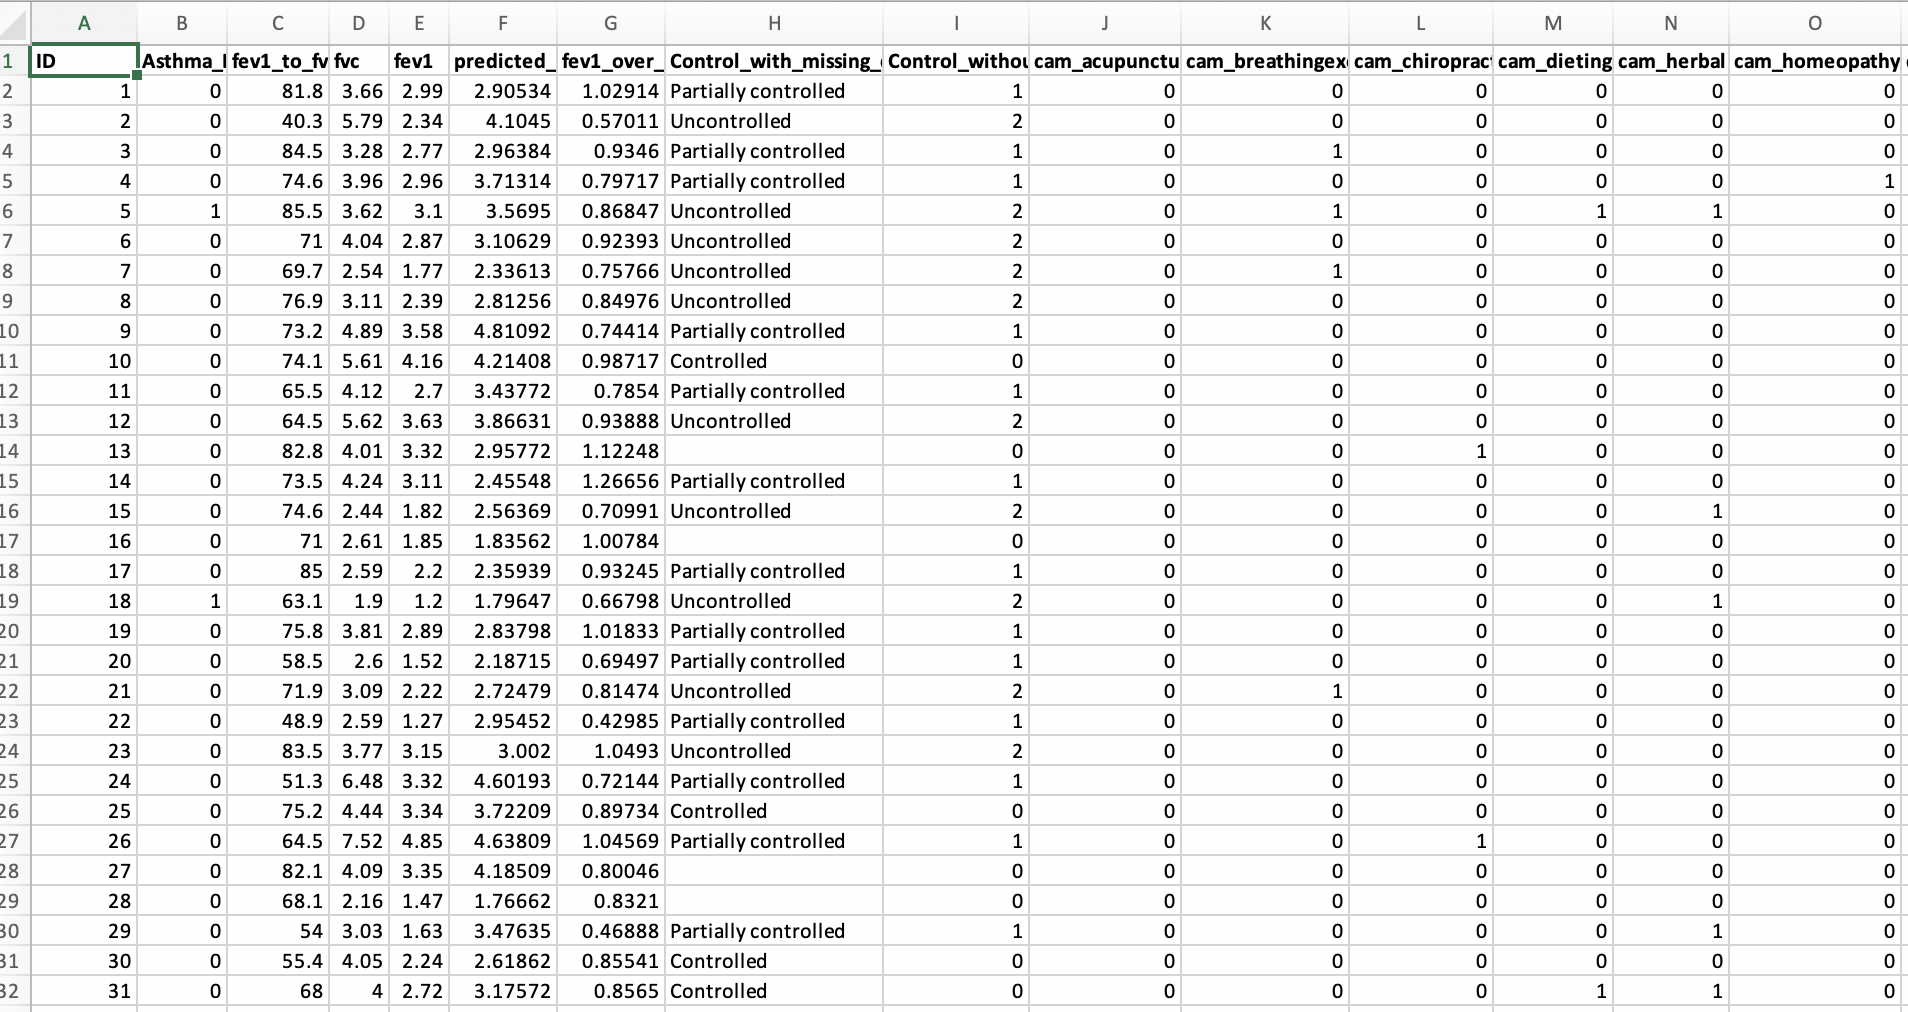 A B C D E F G H I J K L M N O
1 ID Asthma_ fev1_to_fv fvc fev1 predicted_ fev1_over_ Control_with_missing_ Control_withou cam_acupunctu cam_breathingex cam_chiropract cam_dieting cam_herbal cam_homeopathy
2 1 0 81.8 3.66 2.99 2.90534 1.02914 Partially controlled 1 0 0 0 0 0 0
3 2 0 40.3 5.79 2.34 4.1045 0.57011 Uncontrolled 2 0 0 0 0 0 0
4 3 0 84.5 3.28 2.77 2.96384 0.9346 Partially controlled 1 0 1 0 0 0 0
5 4 0 74.6 3.96 2.96 3.71314 0.79717 Partially controlled 1 0 0 0 0 0 1
6 5 1 85.5 3.62 3.1 3.5695 0.86847 Uncontrolled 2 0 1 0 1 1 0
7 6 0 71 4.04 2.87 3.10629 0.92393 Uncontrolled 2 0 0 0 0 0 0
8 7 0 69.7 2.54 1.77 2.33613 0.75766 Uncontrolled 2 0 1 0 0 0 0
9 8 0 76.9 3.11 2.39 2.81256 0.84976 Uncontrolled 2 0 0 0 0 0 0
10 9 0 73.2 4.89 3.58 4.81092 0.74414 Partially controlled 1 0 0 0 0 0 0
11 10 0 74.1 5.61 4.16 4.21408 0.98717 Controlled 0 0 0 0 0 0 0
12 11 0 65.5 4.12 2.7 3.43772 0.7854 Partially controlled 1 0 0 0 0 0 0
13 12 0 64.5 5.62 3.63 3.86631 0.93888 Uncontrolled 2 0 0 0 0 0 0
14 13 0 82.8 4.01 3.32 2.95772 1.12248 0 0 0 1 0 0 0
15 14 0 73.5 4.24 3.11 2.45548 1.26656 Partially controlled 1 0 0 0 0 0 0
16 15 0 74.6 2.44 1.82 2.56369 0.70991 Uncontrolled 2 0 0 0 0 1 0
17 16 0 71 2.61 1.85 1.83562 1.00784 0 0 0 0 0 0 0
18 17 0 85 2.59 2.2 2.35939 0.93245 Partially controlled 1 0 0 0 0 0 0
19 18 1 63.1 1.9 1.2 1.79647 0.66798 Uncontrolled 2 0 0 0 0 1 0
20 19 0 75.8 3.81 2.89 2.83798 1.01833 Partially controlled 1 0 0 0 0 0 0
21 20 0 58.5 2.6 1.52 2.18715 0.69497 Partially controlled 1 0 0 0 0 0 0
22 21 0 71.9 3.09 2.22 2.72479 0.81474 Uncontrolled 2 0 1 0 0 0 0
23 22 0 48.9 2.59 1.27 2.95452 0.42985 Partially controlled 1 0 0 0 0 0 0
24 23 0 83.5 3.77 3.15 3.002 1.0493 Uncontrolled 2 0 0 0 0 0 0
25 24 0 51.3 6.48 3.32 4.60193 0.72144 Partially controlled 1 0 0 0 0 0 0
26 25 0 75.2 4.44 3.34 3.72209 0.89734 Controlled 0 0 0 0 0 0 0
27 26 0 64.5 7.52 4.85 4.63809 1.04569 Partially controlled 1 0 0 1 0 0 0
28 27 0 82.1 4.09 3.35 4.18509 0.80046 0 0 0 0 0 0 0
29 28 0 68.1 2.16 1.47 1.76662 0.8321 0 0 0 0 0 0 0
30 29 0 54 3.03 1.63 3.47635 0.46888 Partially controlled 1 0 0 0 0 1 0
31 30 0 55.4 4.05 2.24 2.61862 0.85541 Controlled 0 0 0 0 0 0 0
32 31 0 68 4 2.72 3.17572 0.8565 Controlled 0 0 0 0 1 1 0